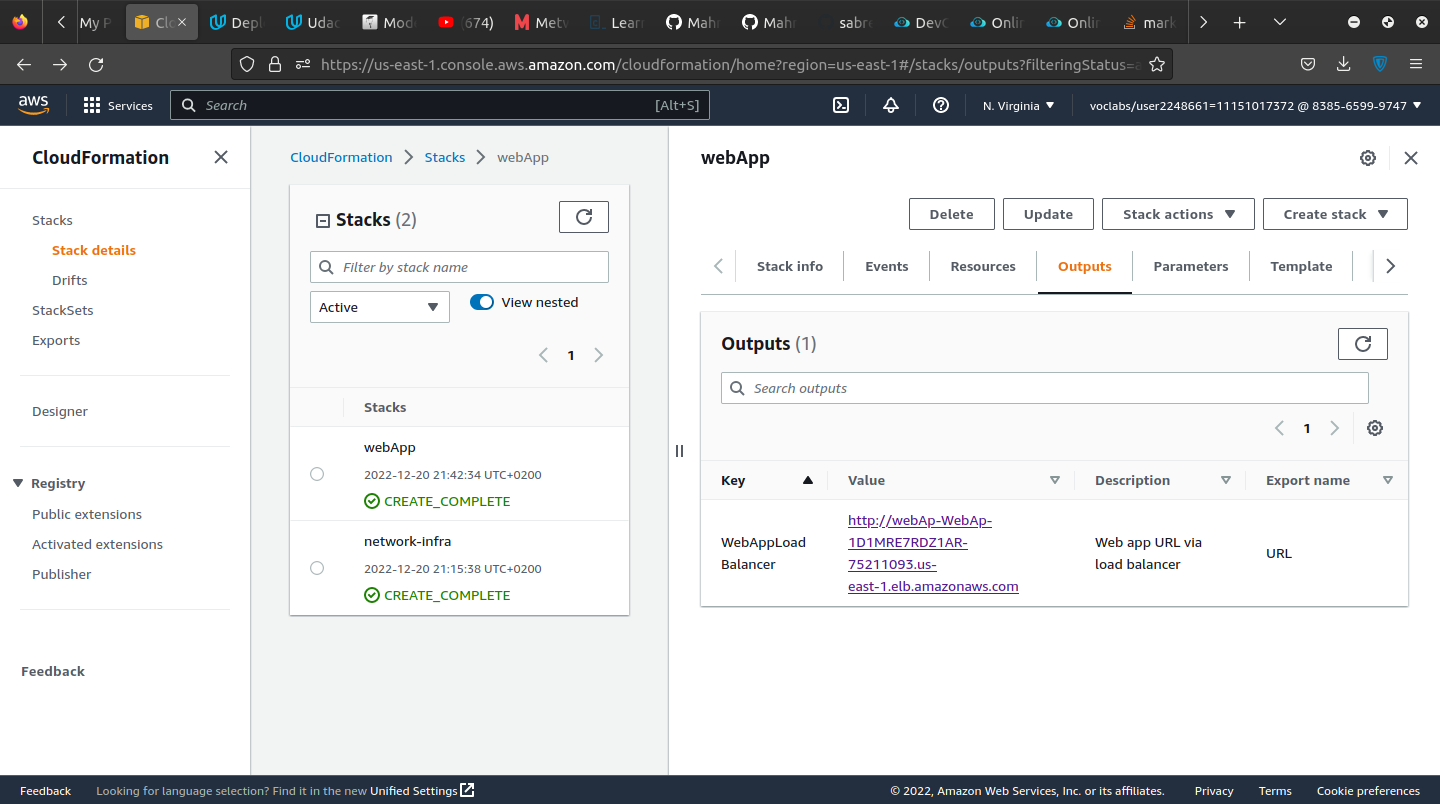 My P
Clo
Depl
Udac
Mod
(674)
Metw
Learn
Mahm
Mahm
sabre
DevO
Onlin
Onlin
mark
https://us-east-1.console.aws.amazon.com/cloudformation/home?region=us-east-1#/stacks/outputs?filteringStatus=a
aws
Services
Search
[Alt+S]
N. Virginia
voclabs/user2248661=11151017372 @ 8385-6599-9747
CloudFormation
Stacks
Stack details
Drifts
StackSets
Exports
Designer
Registry
Public extensions
Activated extensions
Publisher
Feedback
CloudFormation
Stacks
webApp
Stacks (2)
Filter by stack name
Active
View nested
1
Stacks
webApp
2022-12-20 21:42:34 UTC+0200
CREATE_COMPLETE
network-infra
2022-12-20 21:15:38 UTC+0200
CREATE_COMPLETE
webApp
Delete
Update
Stack actions
Create stack
Stack info
Events
Resources
Outputs
Parameters
Template
Outputs (1)
Search outputs
1
Key
Value
Description
Export name
WebAppLoad
Balancer
http://webAp-WebAp-
1D1MRE7RDZ1AR-
75211093.us-
east-1.elb.amazonaws.com
Web app URL via
load balancer
URL
Feedback
Looking for language selection? Find it in the new Unified Settings
© 2022, Amazon Web Services, Inc. or its affiliates.
Privacy
Terms
Cookie preferences